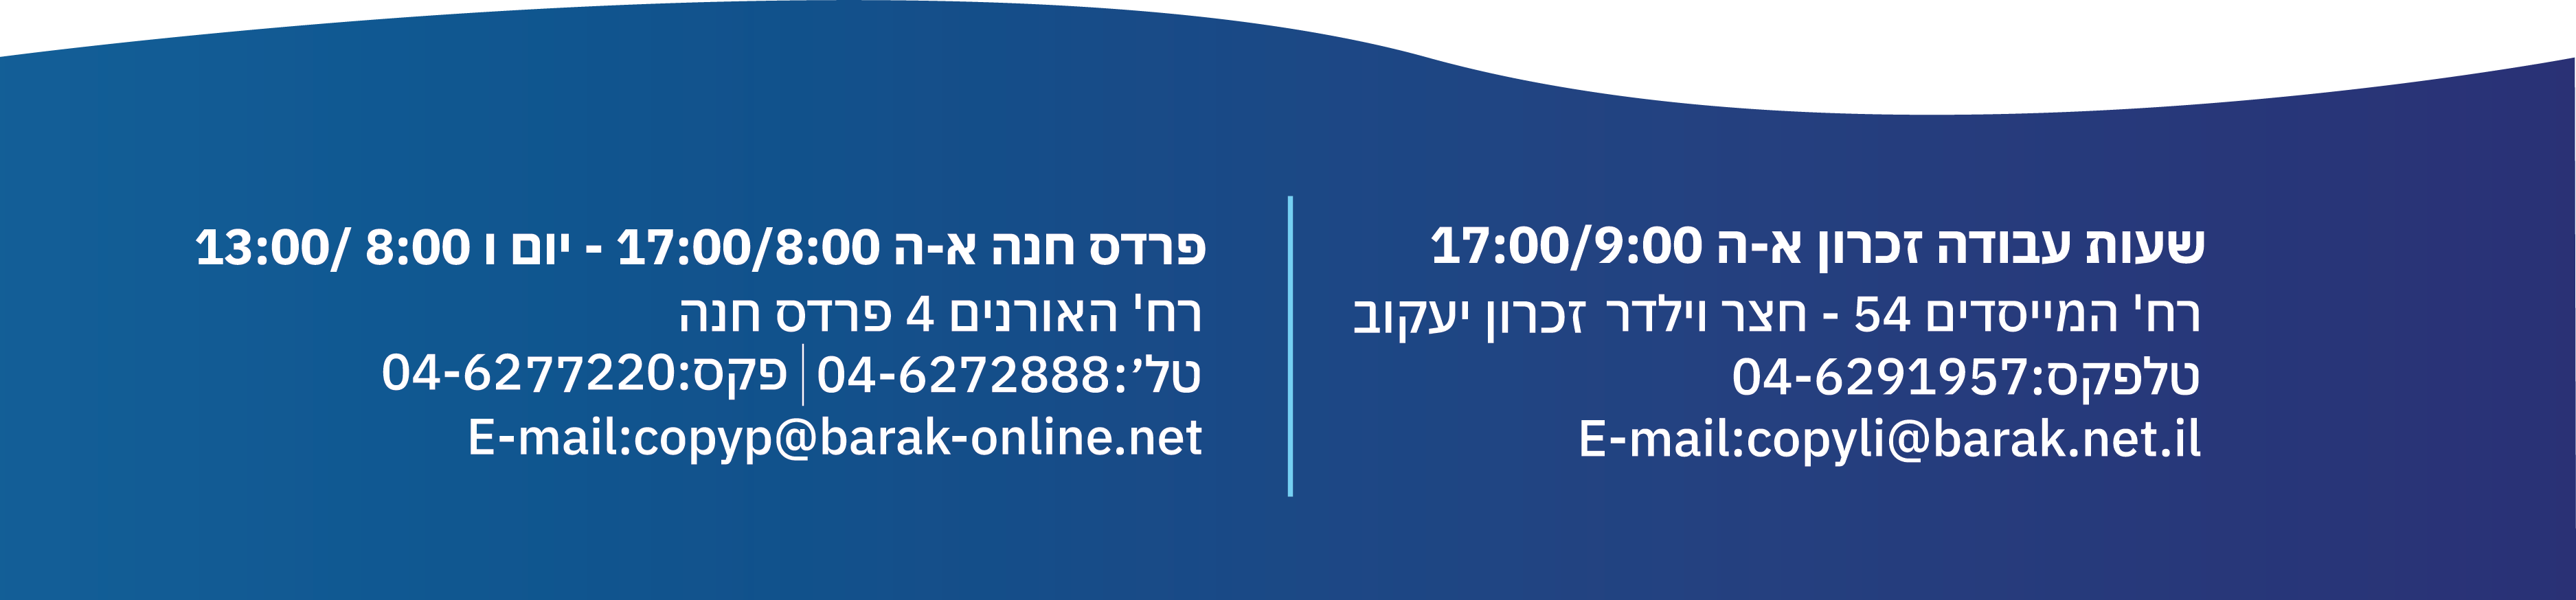 שעות עבודה זכרון א-ה 17:00/9:00
רח' המייסדים 54 - חצר וילדר זכרון יעקוב
טלפקס:04-6291957
E-mail:copyli@barak.net.il
פרדס חנה א-ה 17:00/8:00 - יום ו 8:00 /13:00
רח' האורנים 4 פרדס חנה
טל’:04-6272888 | פקס:04-6277220
E-mail:copyp@barak-online.net